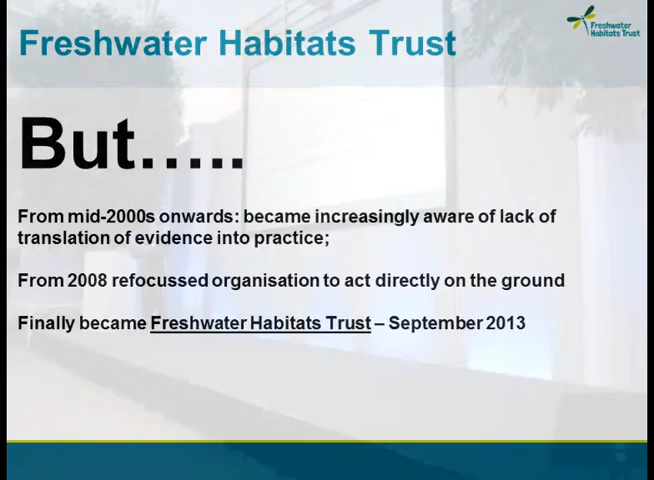 Freshwater Habitats Trust
Freshwater
Habitats Trust
But.....
From mid-2000s onwards: became increasingly aware of lack of
translation of evidence into practice;
From 2008 refocussed organisation to act directly on the ground
Finally became Freshwater Habitats Trust – September 2013